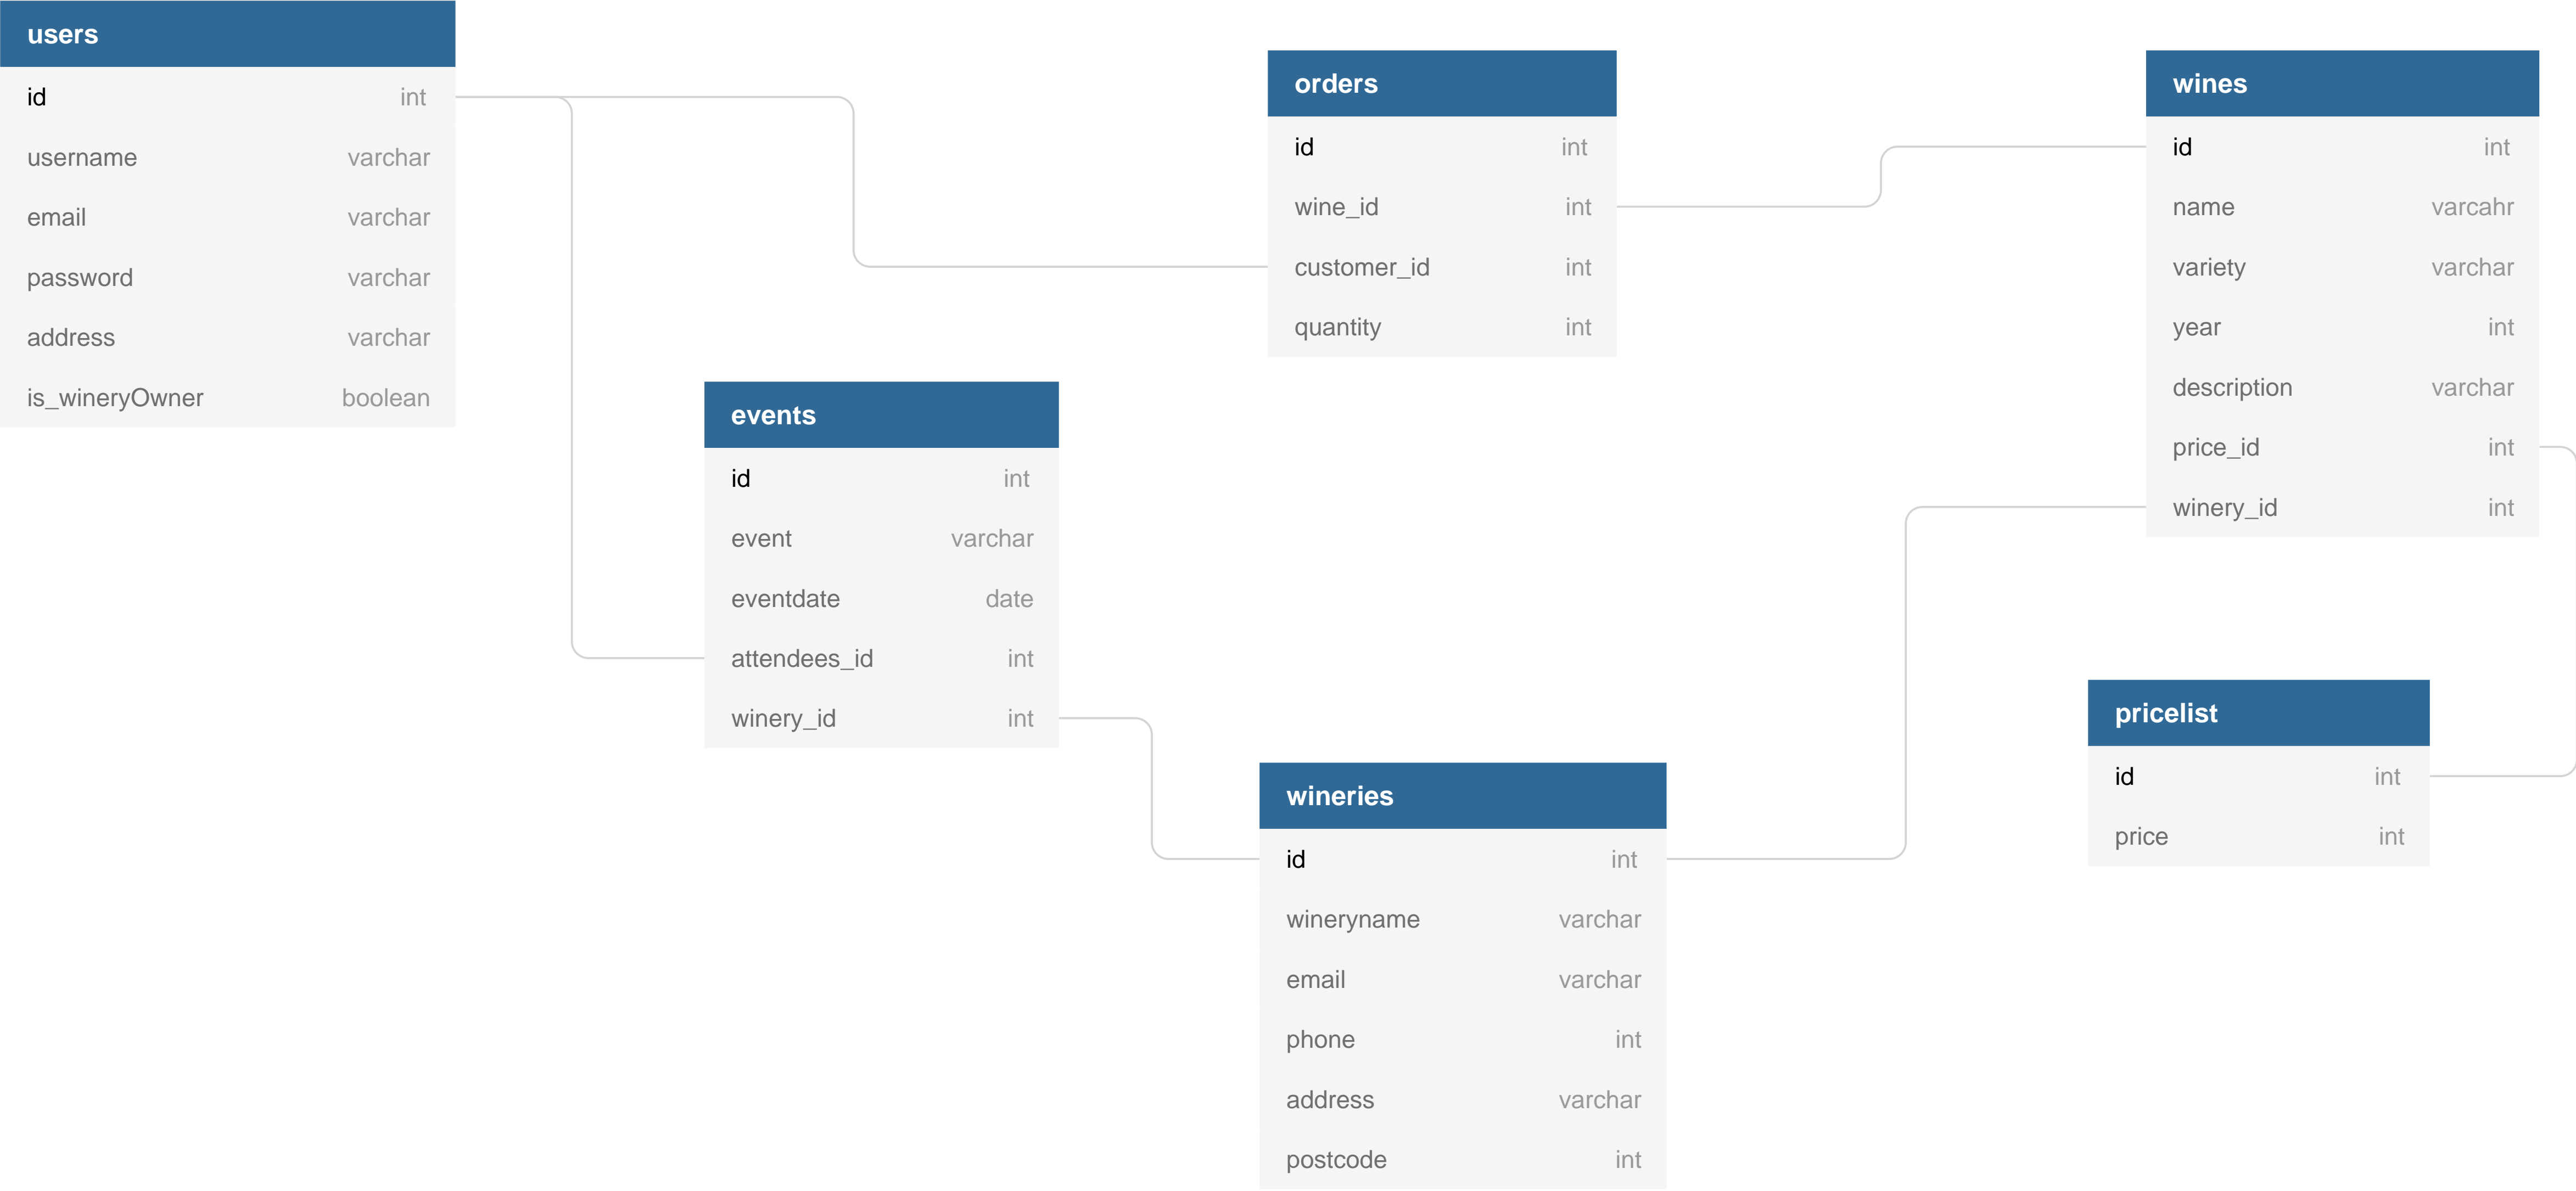 users
id int
username varchar
email varchar
password varchar
address varchar
is_wineryOwner boolean
events
id int
event varchar
eventdate date
attendees_id int
winery_id int
orders
id int
wine_id int
customer_id int
quantity int
wineries
id int
wineryname varchar
email varchar
phone int
address varchar
postcode int
wines
id int
name varcahr
variety varchar
year int
description varchar
price_id int
winery_id int
pricelist
id int
price int